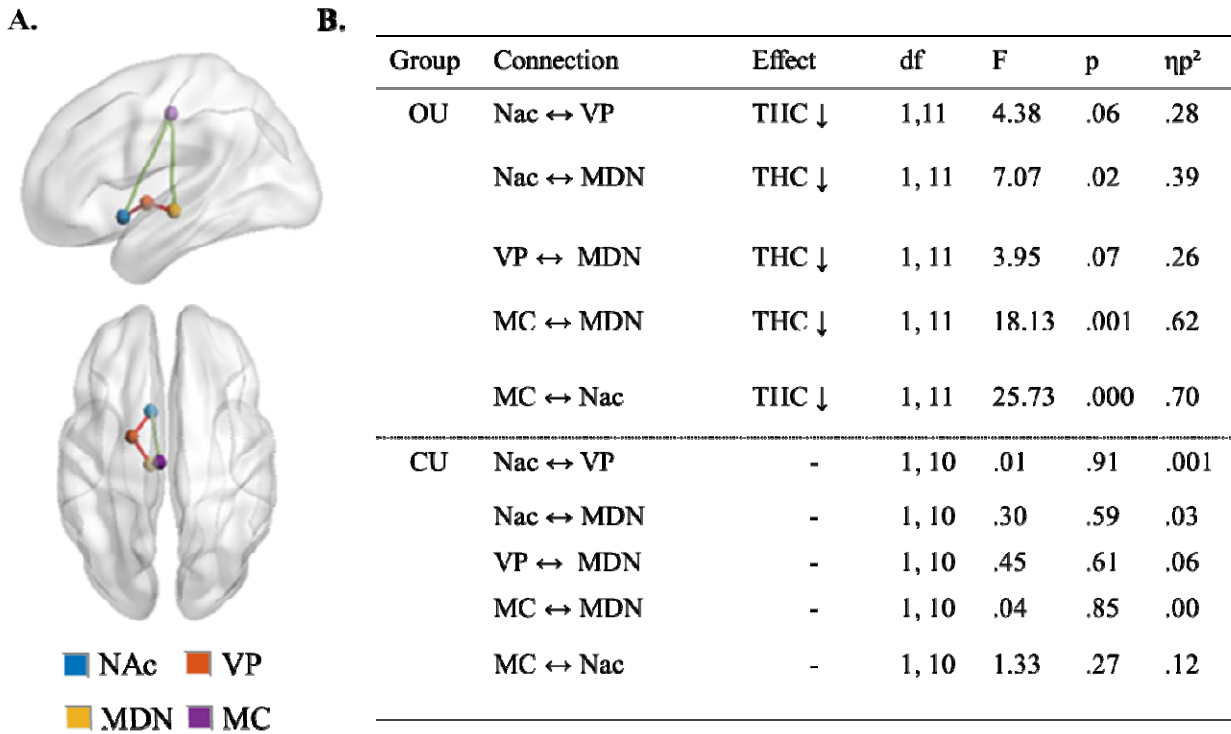 A.
B.
Group Connection Effect df F p ηp²
OU Nac ↔ VP THC ↓ 1,11 4.38 .06 .28
Nac ↔ MDN THC ↓ 1, 11 7.07 .02 .39
VP ↔ MDN THC ↓ 1, 11 3.95 .07 .26
MC ↔ MDN THC ↓ 1, 11 18.13 .001 .62
MC ↔ Nac THC ↓ 1, 11 25.73 .000 .70
CU Nac ↔ VP - 1, 10 .01 .91 .001
Nac ↔ MDN - 1, 10 .30 .59 .03
VP ↔ MDN - 1, 10 .45 .61 .06
MC ↔ MDN - 1, 10 .04 .85 .00
MC ↔ Nac - 1, 10 1.33 .27 .12
NAc VP
MDN MC